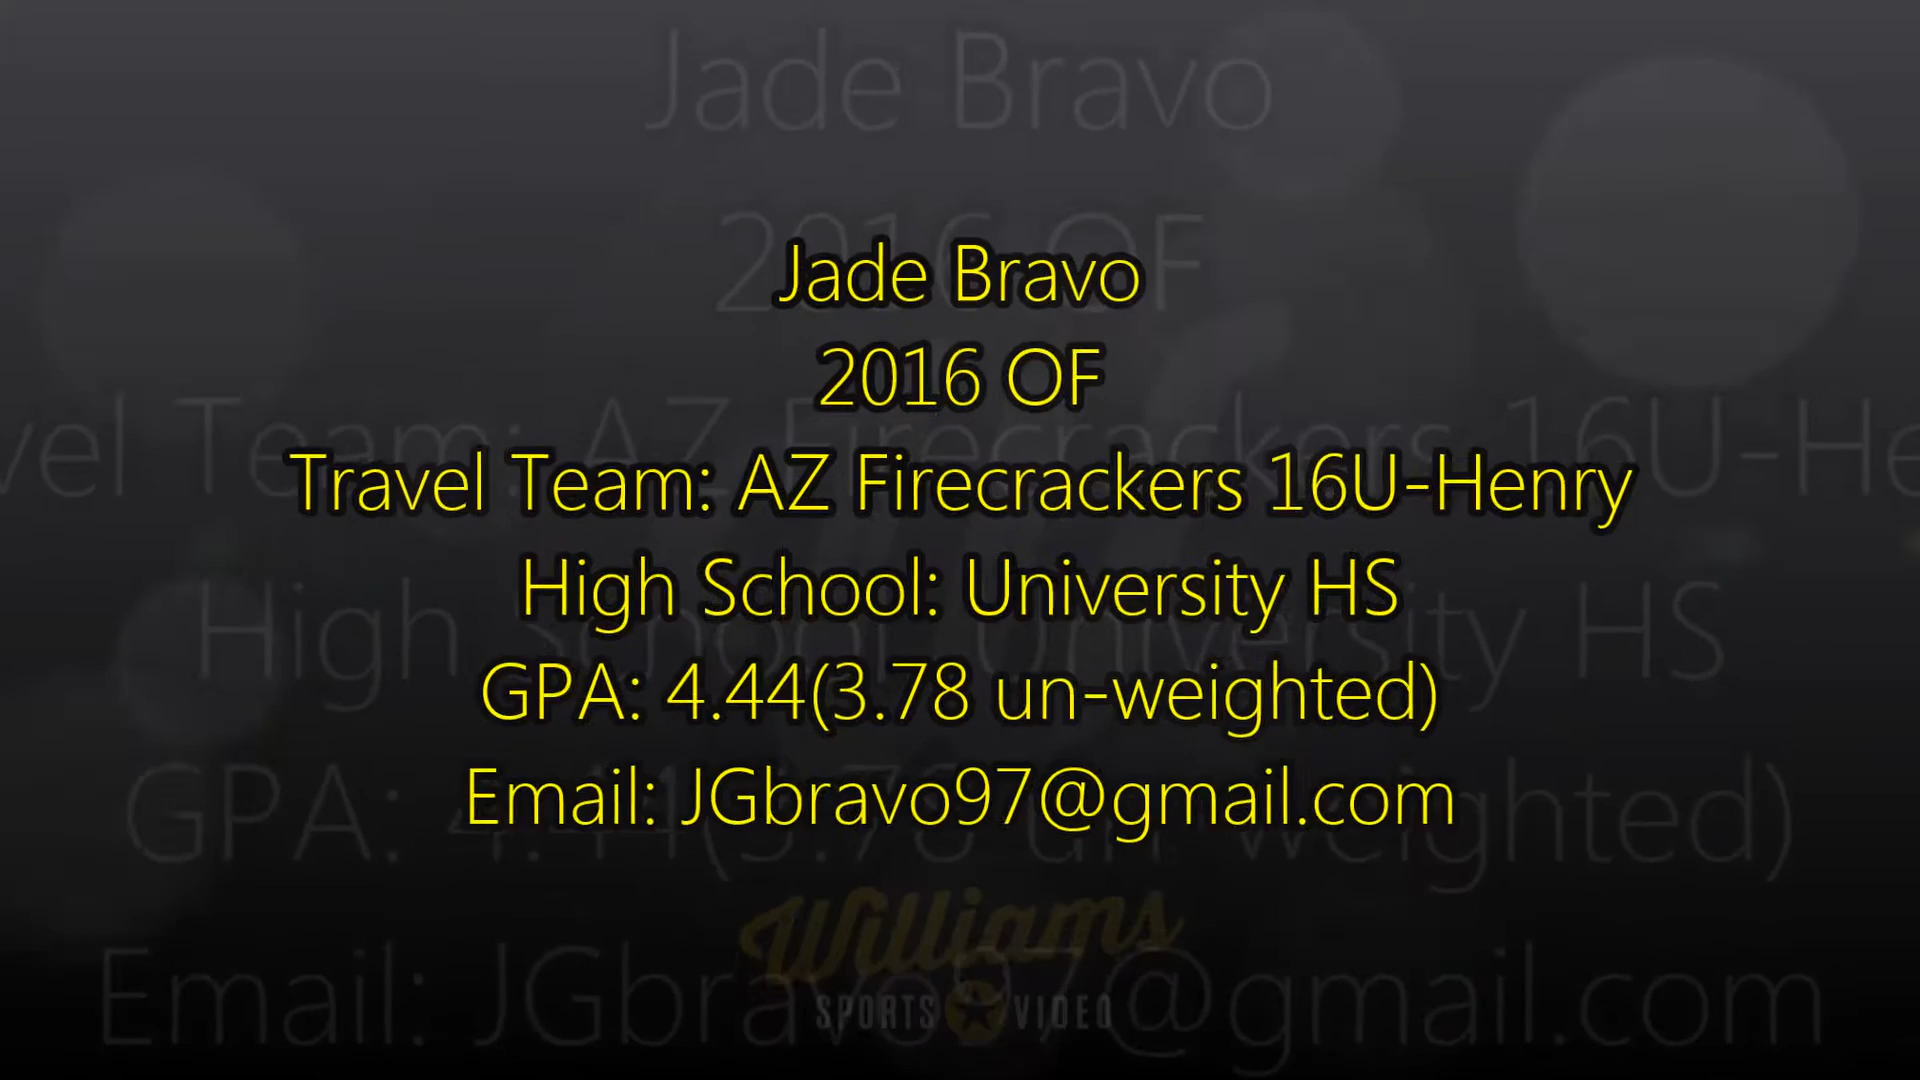 Jade Bravo
2016 OF
Travel Team: AZ Firecrackers 16U-Henry
High School: University HS
GPA: 4.44(3.78 un-weighted)
Email: JGbravo97@gmail.com
Williams
SPORTS VIDEO